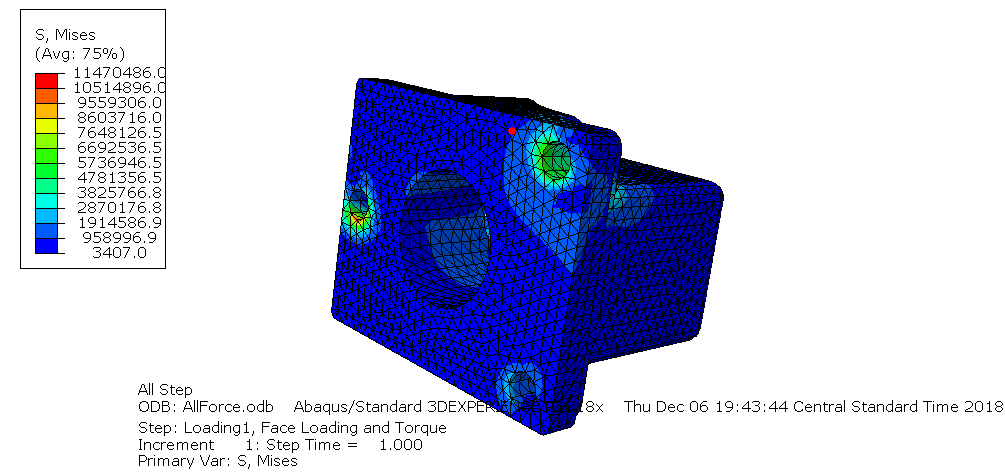 S, Mises
(Avg: 75%)
11470486.0
10514896.0
9559306.0
8603716.0
7648126.5
6692536.5
5736946.5
4781356.5
3825766.8
2870176.8
1914586.9
958996.9
3407.0
All Step
ODB: AllForce.odb Abaqus/Standard Thu Dec 06 19:43:44 Central Standard Time 2018
Step: Loading1, Face Loading and Torque
Increment 1: Step Time = 1.000
Primary Var: S, Mises